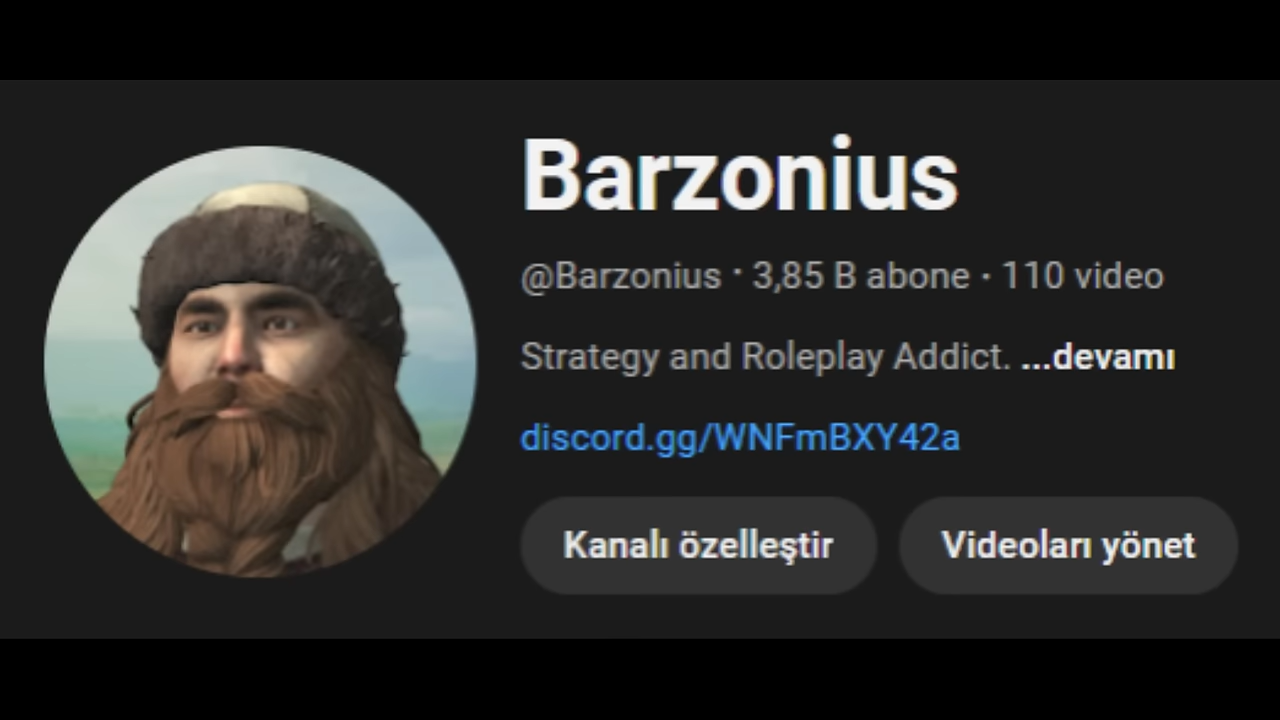 Barzonius
@Barzonius · 3,85 B abone · 110 video
Strategy and Roleplay Addict. ...devamı
discord.gg/WNFmBXY42a
Kanalı özelleştir Videoları yönet